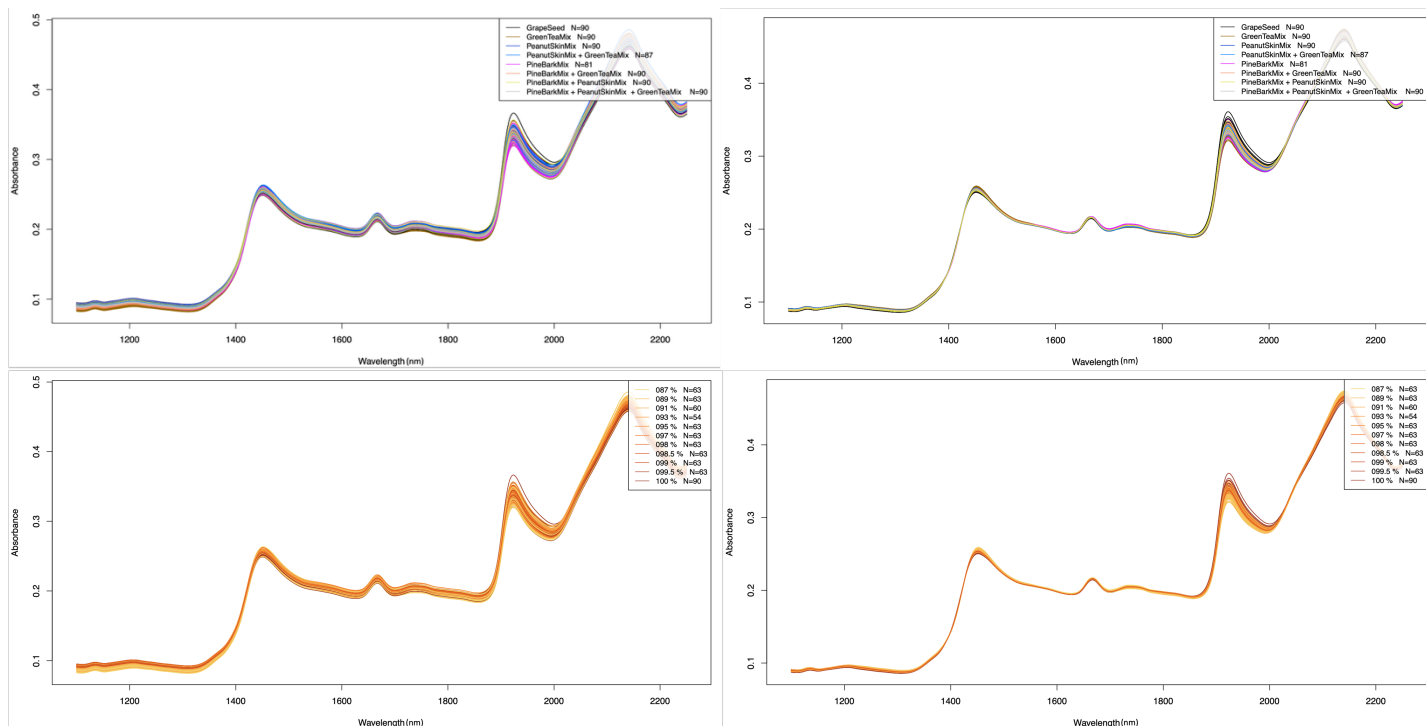 0.5
0.4
0.3
0.2
0.1
Absorbance
GrapeSeed N=90
GreenTeaMix N=90
PeanutSkinMix N=90
PeanutSkinMix + GreenTeaMix N=87
PineBarkMix N=81
PineBarkMix + GreenTeaMix N=90
PineBarkMix + PeanutSkinMix N=90
PineBarkMix + PeanutSkinMix + GreenTeaMix N=90
1200 1400 1600 1800 2000 2200
Wavelength (nm)
0.4
0.3
0.2
0.1
Absorbance
GrapeSeed N=90
GreenTeaMix N=90
PeanutSkinMix N=90
PeanutSkinMix + GreenTeaMix N=87
PineBarkMix N=81
PineBarkMix + GreenTeaMix N=90
PineBarkMix + PeanutSkinMix N=90
PineBarkMix + PeanutSkinMix + GreenTeaMix N=90
1200 1400 1600 1800 2000 2200
Wavelength (nm)
0.5
0.4
0.3
0.2
0.1
Absorbance
087 % N=63
089 % N=63
091 % N=60
093 % N=54
095 % N=63
097 % N=63
098 % N=63
098.5 % N=63
099 % N=63
099.5 % N=63
100 % N=90
1200 1400 1600 1800 2000 2200
Wavelength (nm)
0.4
0.3
0.2
0.1
Absorbance
087 % N=63
089 % N=63
091 % N=60
093 % N=54
095 % N=63
097 % N=63
098 % N=63
098.5 % N=63
099 % N=63
099.5 % N=63
100 % N=90
1200 1400 1600 1800 2000 2200
Wavelength (nm)